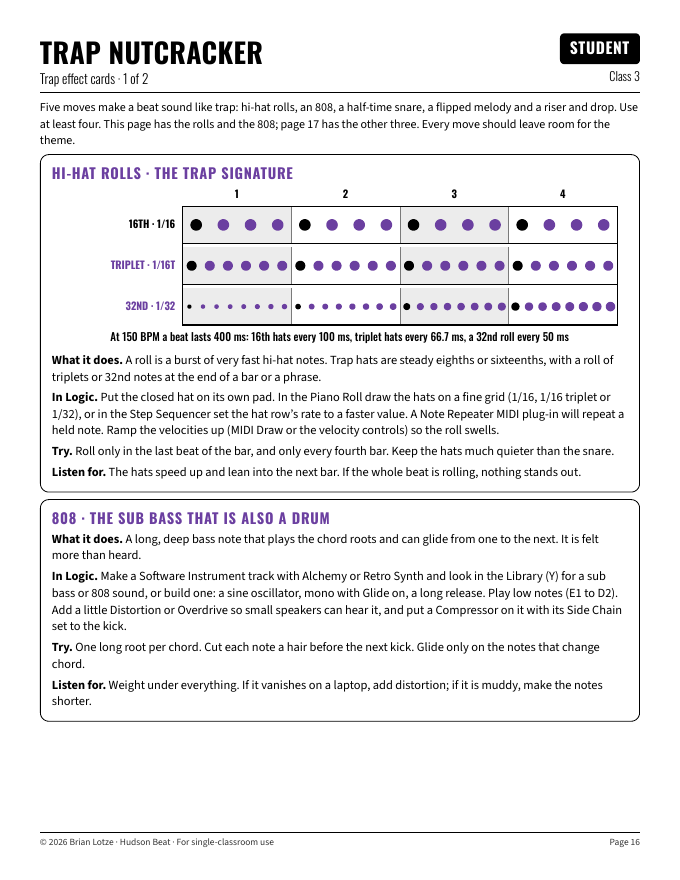 TRAP NUTCRACKER
STUDENT
Trap effect cards · 1 of 2
Class 3
Five moves make a beat sound like trap: hi-hat rolls, an 808, a half-time snare, a flipped melody and a riser and drop. Use
at least four. This page has the rolls and the 808; page 17 has the other three. Every move should leave room for the
theme.
HI-HAT ROLLS · THE TRAP SIGNATURE
1 2 3 4
16TH · 1/16
TRIPLET · 1/16T
32ND · 1/32
At 150 BPM a beat lasts 400 ms: 16th hats every 100 ms, triplet hats every 66.7 ms, a 32nd roll every 50 ms
What it does. A roll is a burst of very fast hi-hat notes. Trap hats are steady eighths or sixteenths, with a roll of
triplets or 32nd notes at the end of a bar or a phrase.
In Logic. Put the closed hat on its own pad. In the Piano Roll draw the hats on a fine grid (1/16, 1/16 triplet or
1/32), or in the Step Sequencer set the hat row’s rate to a faster value. A Note Repeater MIDI plug-in will repeat a
held note. Ramp the velocities up (MIDI Draw or the velocity controls) so the roll swells.
Try. Roll only in the last beat of the bar, and only every fourth bar. Keep the hats much quieter than the snare.
Listen for. The hats speed up and lean into the next bar. If the whole beat is rolling, nothing stands out.
808 · THE SUB BASS THAT IS ALSO A DRUM
What it does. A long, deep bass note that plays the chord roots and can glide from one to the next. It is felt
more than heard.
In Logic. Make a Software Instrument track with Alchemy or Retro Synth and look in the Library (Y) for a sub
bass or 808 sound, or build one: a sine oscillator, mono with Glide on, a long release. Play low notes (E1 to D2).
Add a little Distortion or Overdrive so small speakers can hear it, and put a Compressor on it with its Side Chain
set to the kick.
Try. One long root per chord. Cut each note a hair before the next kick. Glide only on the notes that change
chord.
Listen for. Weight under everything. If it vanishes on a laptop, add distortion; if it is muddy, make the notes
shorter.
© 2026 Brian Lotze · Hudson Beat · For single-classroom use
Page 16